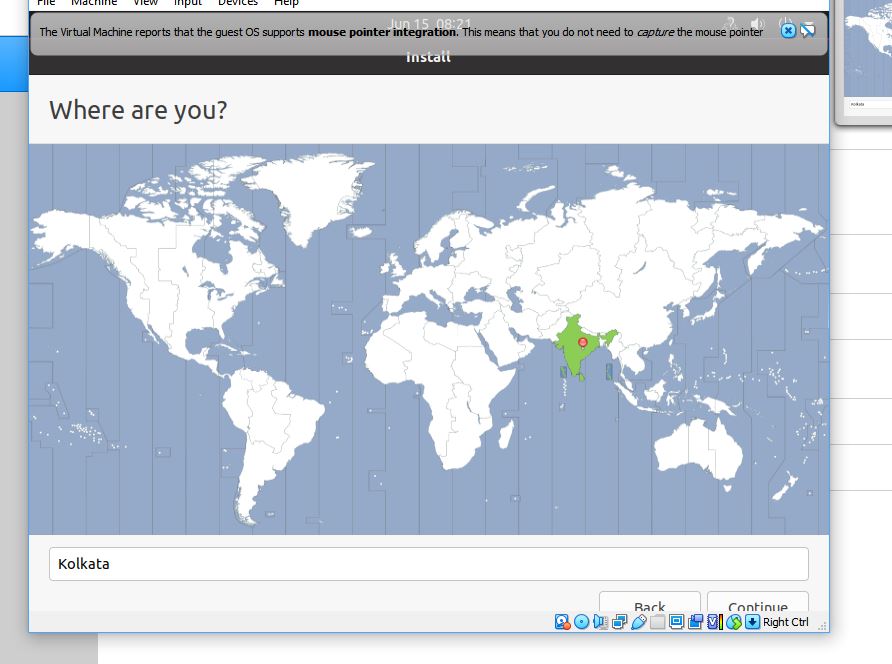 File Machine View Input Devices Help
Jun 15 08:21
The Virtual Machine reports that the guest OS supports mouse pointer integration. This means that you do not need to capture the mouse pointer
Install
Where are you?
Kolkata
Back Continue
Right Ctrl
Kolkata